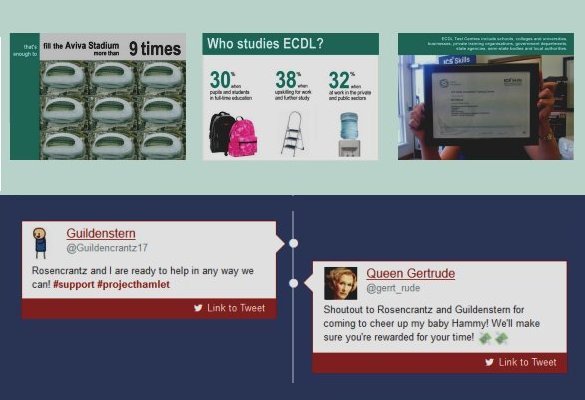 that's
enough to
fill the Aviva Stadium
more than
9 times
Who studies ECDL?
30% when
pupils and students
in full-time education
38% when
upskilling for work
and further study
32% when
at work in the private
and public sectors
ECDL Test Centres include schools, colleges and universities,
businesses, private training organisations, government departments,
state agencies, semi-state bodies and local authorities.
ICS Skills
Guildenstern
@Guildencrantz17
Rosencrantz and I are ready to help in any way we
can! #support #projecthamlet
Link to Tweet
Queen Gertrude
@gerrt_rude
Shoutout to Rosencrantz and Guildenstern for
coming to cheer up my baby Hammy! We'll make
sure you're rewarded for your time!
Link to Tweet